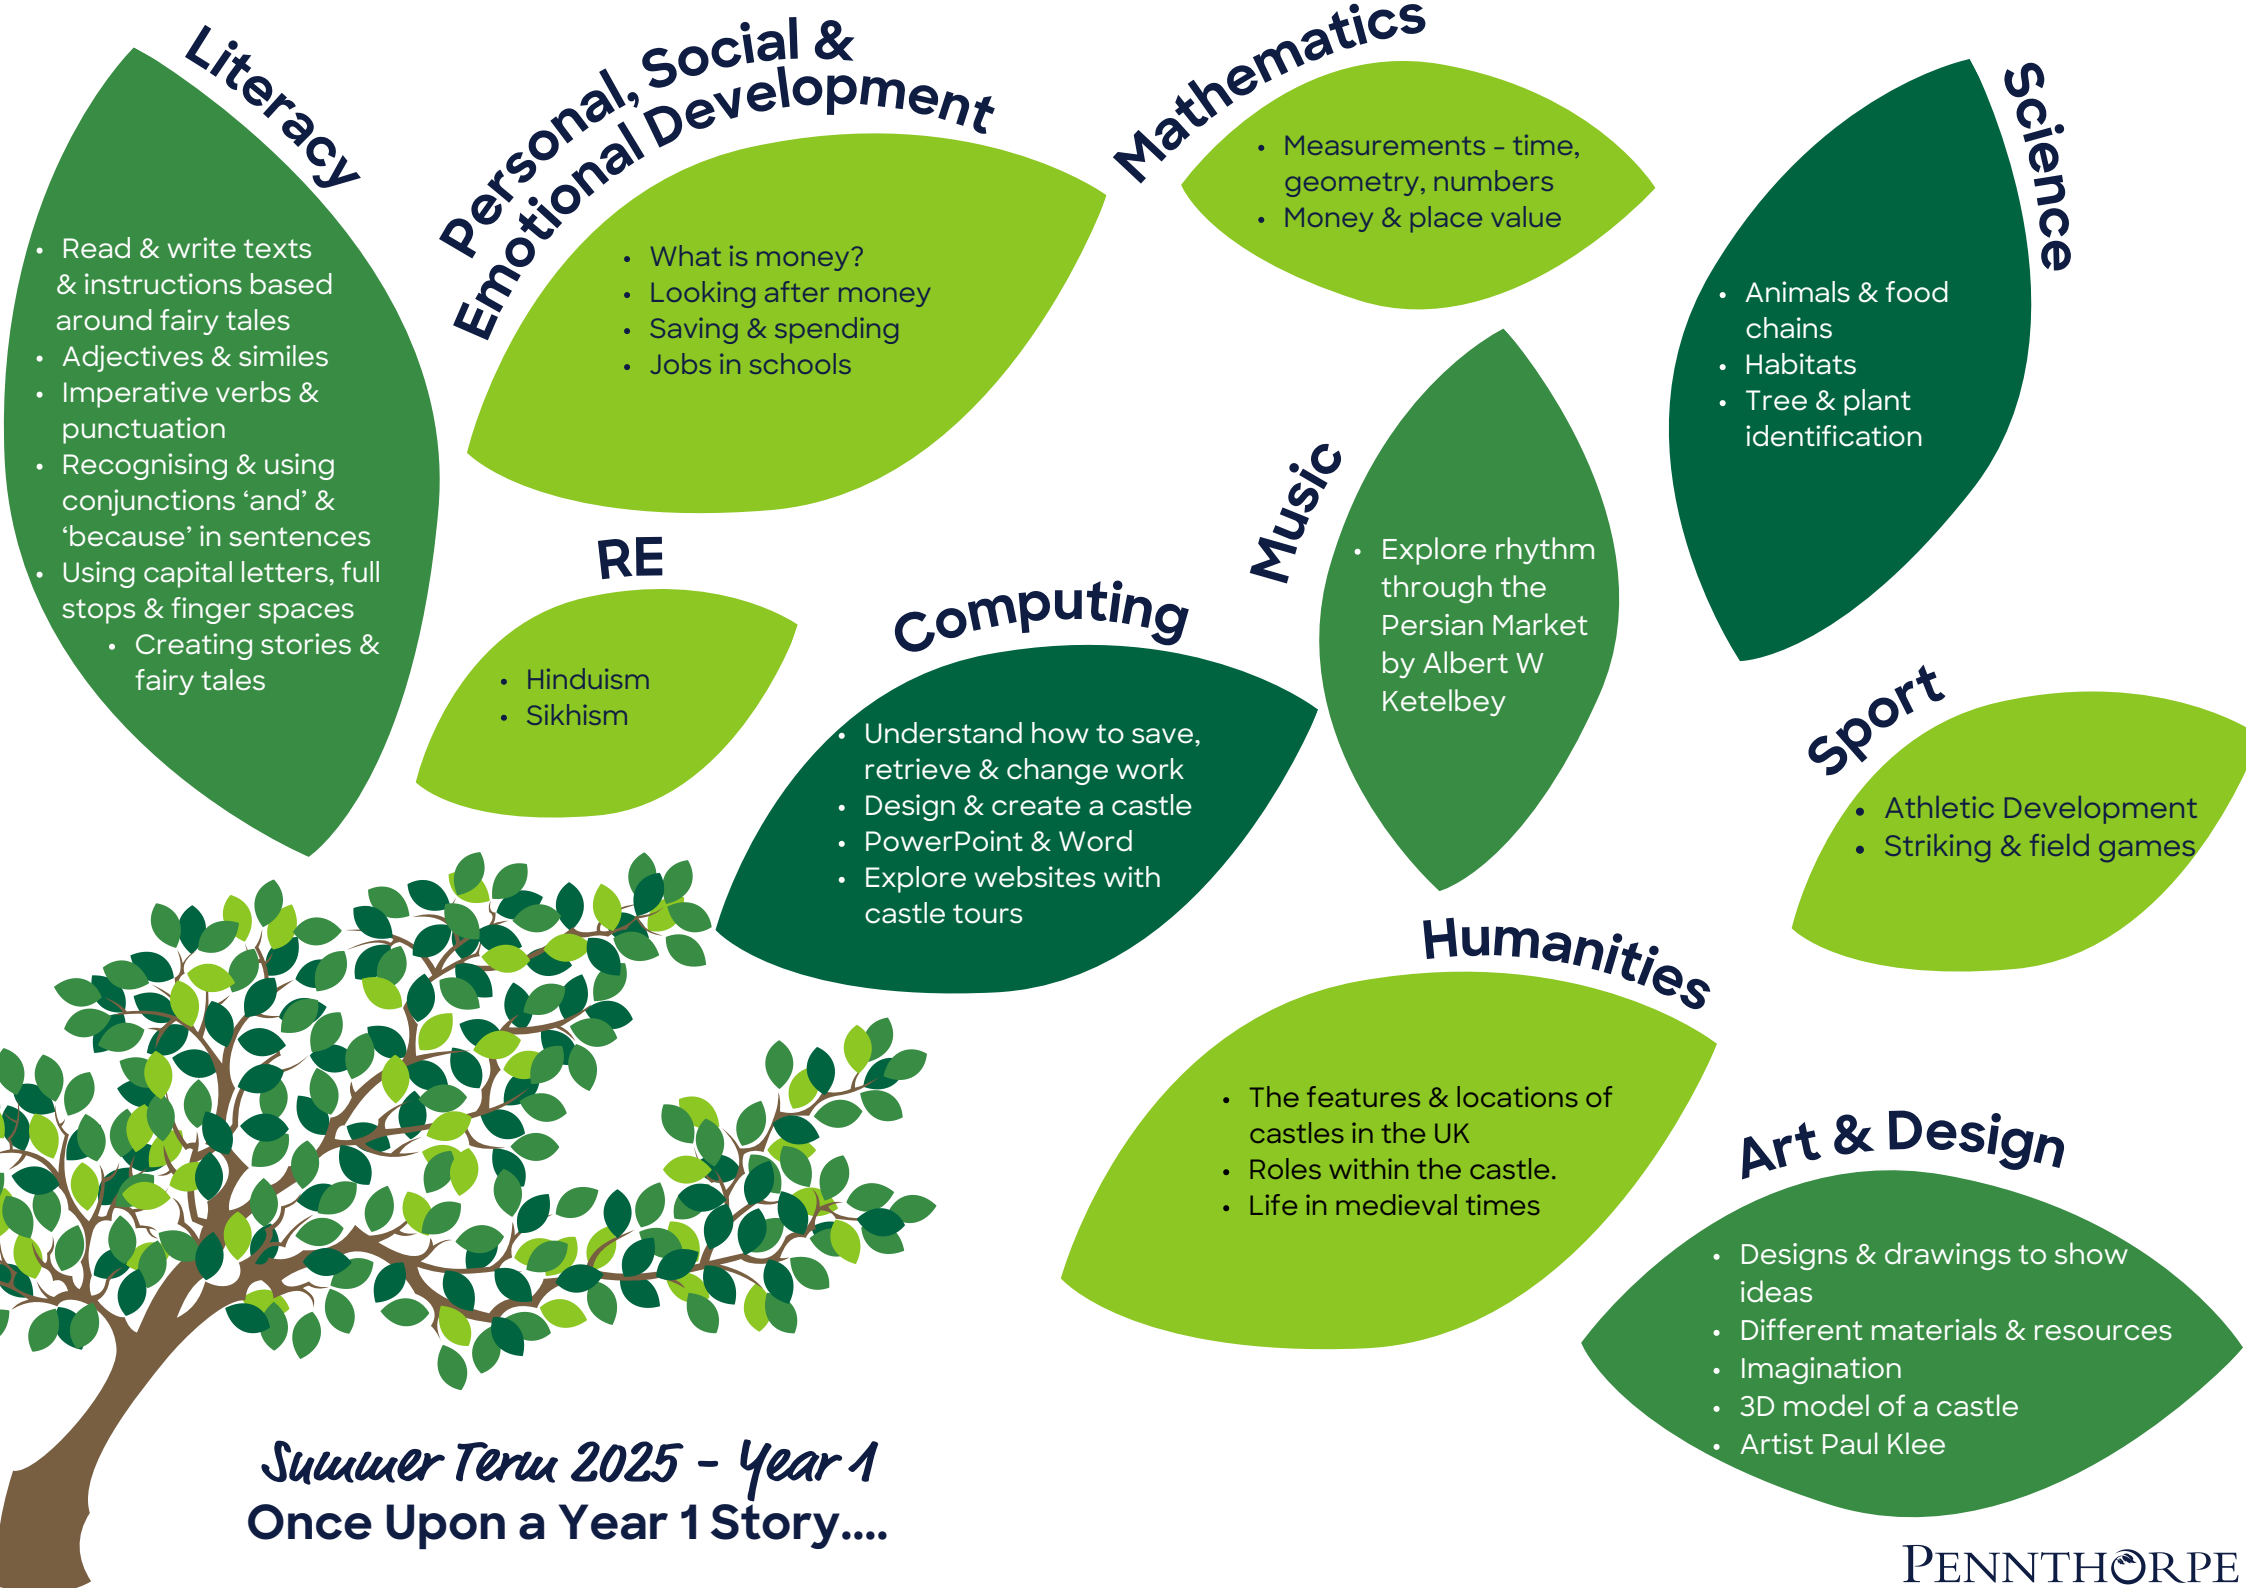 Literacy
• Read & write texts
& instructions based
around fairy tales
• Adjectives & similes
• Imperative verbs &
punctuation
• Recognising & using
conjunctions ‘and’ &
‘because’ in sentences
• Using capital letters, full
stops & finger spaces
• Creating stories &
fairy tales
Personal, Social &
Emotional Development
• What is money?
• Looking after money
• Saving & spending
• Jobs in schools
Mathematics
• Measurements - time,
geometry, numbers
• Money & place value
Science
• Animals & food
chains
• Habitats
• Tree & plant
identification
RE
• Hinduism
• Sikhism
Computing
• Understand how to save,
retrieve & change work
• Design & create a castle
• PowerPoint & Word
• Explore websites with
castle tours
Music
• Explore rhythm
through the
Persian Market
by Albert W
Ketelbey
Sport
• Athletic Development
• Striking & field games
Humanities
• The features & locations of
castles in the UK
• Roles within the castle.
• Life in medieval times
Art & Design
• Designs & drawings to show
ideas
• Different materials & resources
• Imagination
• 3D model of a castle
• Artist Paul Klee
Summer Term 2025 - Year 1
Once Upon a Year 1 Story....
PENNTHORPE